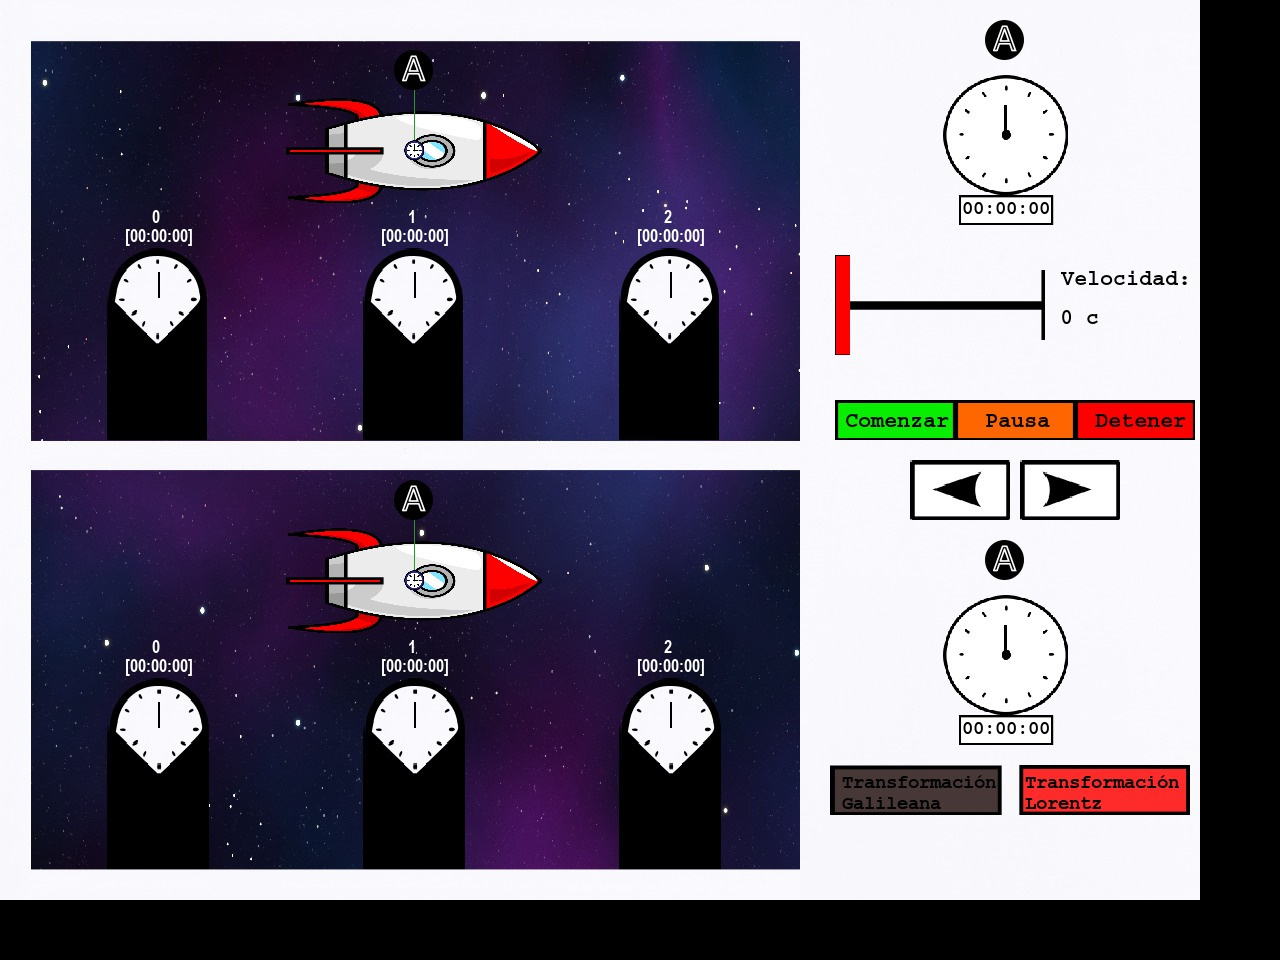 A
0
[00:00:00]
1
[00:00:00]
2
[00:00:00]
A
00:00:00
Velocidad:
0 c
Comenzar
Pausa
Detener
A
0
[00:00:00]
1
[00:00:00]
2
[00:00:00]
A
00:00:00
Transformación
Galileana
Transformación
Lorentz